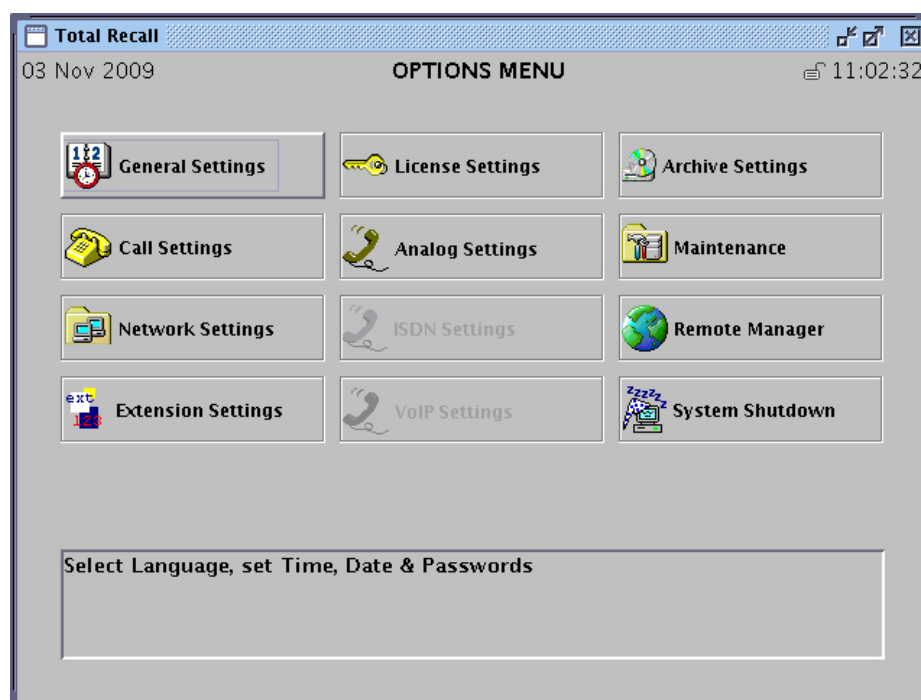 Total Recall
03 Nov 2009 OPTIONS MENU 11:02:32
General Settings License Settings Archive Settings
Call Settings Analog Settings Maintenance
Network Settings ISDN Settings Remote Manager
ext
123
Extension Settings VoIP Settings System Shutdown
Select Language, set Time, Date & Passwords